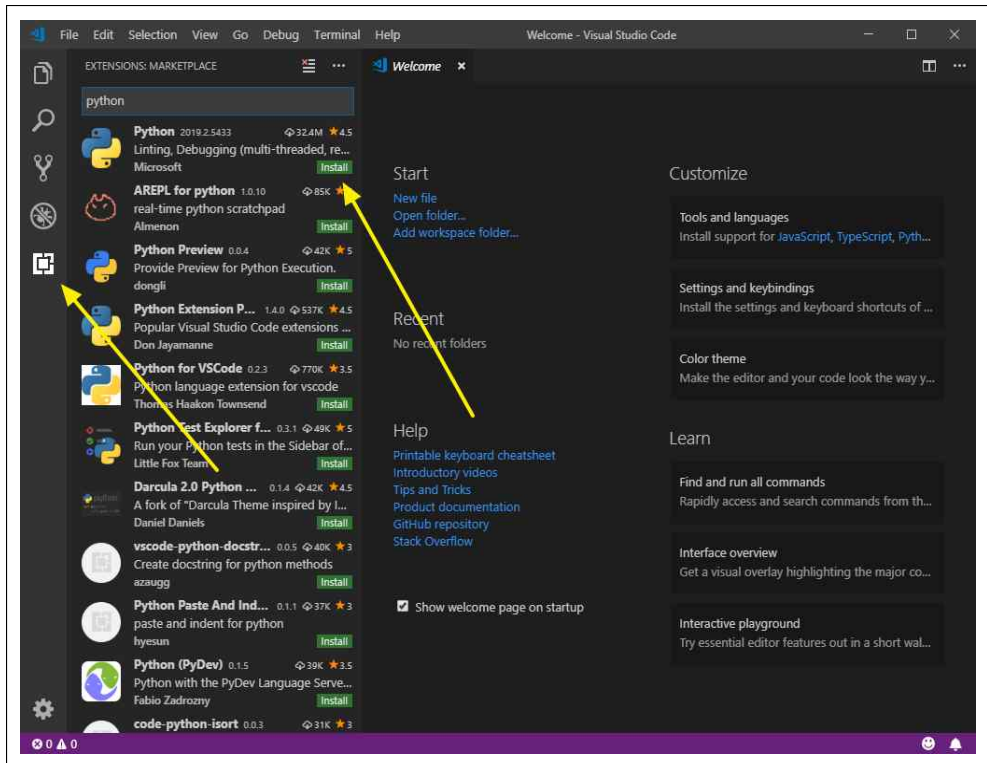 File Edit Selection View Go Debug Terminal Help Welcome - Visual Studio Code
EXTENSIONS: MARKETPLACE
python
Python 2019.2.5433 32.4M 4.5
Linting, Debugging (multi-threaded, re...
Microsoft Install
AREPL for python 1.0.10 85K
real-time python scratchpad
Almenon Install
Python Preview 0.0.4 42K 5
Provide Preview for Python Execution.
dongli Install
Python Extension P... 1.4.0 537K 4.5
Popular Visual Studio Code extensions ...
Don Jayamanne Install
Python for VSCode 0.2.3 770K 3.5
Python language extension for vscode
Thomas Haakon Townsend Install
Python Test Explorer f... 0.3.1 49K 5
Run your Python tests in the Sidebar of...
Little Fox Team Install
Darcula 2.0 Python ... 0.1.4 42K 4.5
A fork of "Darcula Theme inspired by I...
Daniel Daniels Install
vscode-python-docstr... 0.0.5 40K 3
Create docstring for python methods
azaugg Install
Python Paste And Ind... 0.1.1 37K 3
paste and indent for python
hyesun Install
Python (PyDev) 0.1.5 39K 3.5
Python with the PyDev Language Serve...
Fabio Zadrozny Install
code-python-isort 0.0.3 31K 3
Welcome
Start
New file
Open folder...
Add workspace folder...
Recent
No recent folders
Help
Printable keyboard cheatsheet
Introductory videos
Tips and Tricks
Product documentation
GitHub repository
Stack Overflow
Show welcome page on startup
Customize
Tools and languages
Install support for JavaScript, TypeScript, Pyth...
Settings and keybindings
Install the settings and keyboard shortcuts of ...
Color theme
Make the editor and your code look the way y...
Learn
Find and run all commands
Rapidly access and search commands from th...
Interface overview
Get a visual overlay highlighting the major co...
Interactive playground
Try essential editor features out in a short wal...
0 0